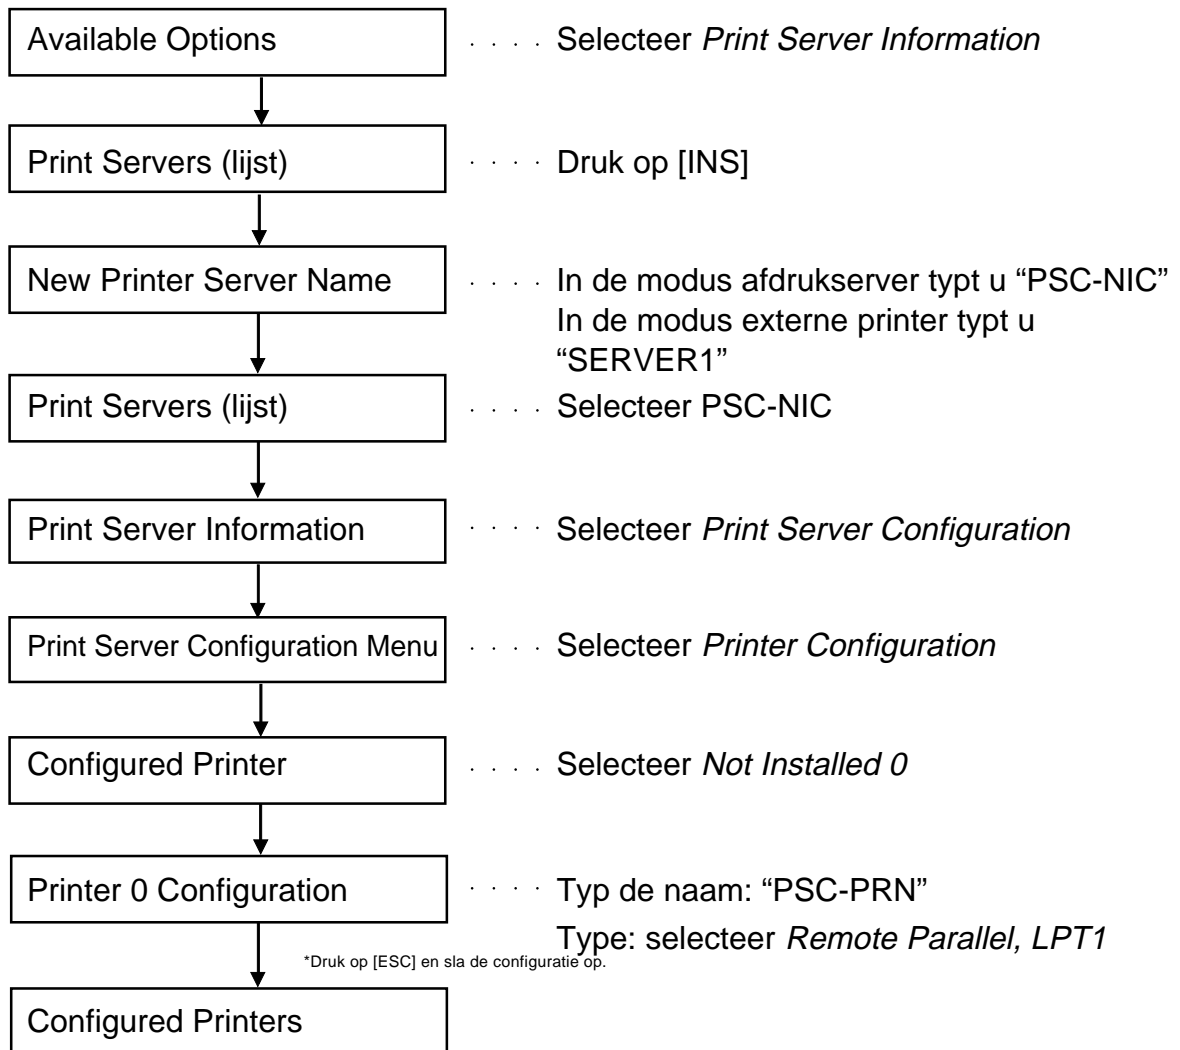 Available Options . . . . Selecteer Print Server Information
Print Servers (lijst) . . . . Druk op [INS]
New Printer Server Name . . . . In de modus afdrukserver typt u “PSC-NIC”
In de modus externe printer typt u
“SERVER1”
Print Servers (lijst) . . . . Selecteer PSC-NIC
Print Server Information . . . . Selecteer Print Server Configuration
Print Server Configuration Menu . . . . Selecteer Printer Configuration
Configured Printer . . . . Selecteer Not Installed 0
Printer 0 Configuration . . . . Typ de naam: “PSC-PRN”
Type: selecteer Remote Parallel, LPT1
*Druk op [ESC] en sla de configuratie op.
Configured Printers